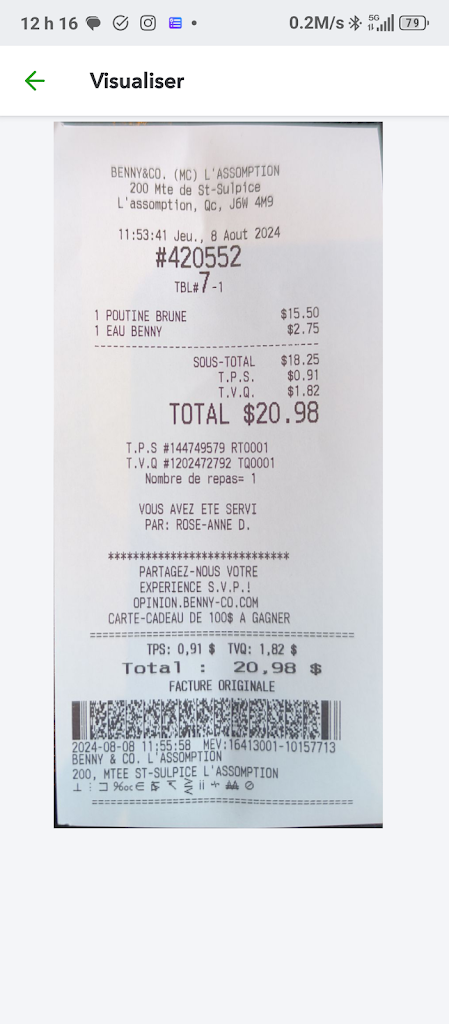 12 h 16
0.2M/s 5G 79
Visualiser
BENNY&CO. (MC) L'ASSOMPTION
200 Mte de St-Sulpice
L'assomption, Qc, J6W 4M9
11:53:41 Jeu., 8 Aout 2024
#420552
TBL#7-1
1 POUTINE BRUNE $15.50
1 EAU BENNY $2.75
SOUS-TOTAL $18.25
T.P.S. $0.91
T.V.Q. $1.82
TOTAL $20.98
T.P.S #144749579 RT0001
T.V.Q #1202472792 TQ0001
Nombre de repas= 1
VOUS AVEZ ETE SERVI
PAR: ROSE-ANNE D.
******************************
PARTAGEZ-NOUS VOTRE
EXPERIENCE S.V.P.!
OPINION.BENNY-CO.COM
CARTE-CADEAU DE 100$ A GAGNER
TPS: 0,91 $ TVQ: 1,82 $
Total : 20,98 $
FACTURE ORIGINALE
2024-08-08 11:55:58 MEV:16413001-10157713
BENNY & CO. L'ASSOMPTION
200, MTEE ST-SULPICE L'ASSOMPTION